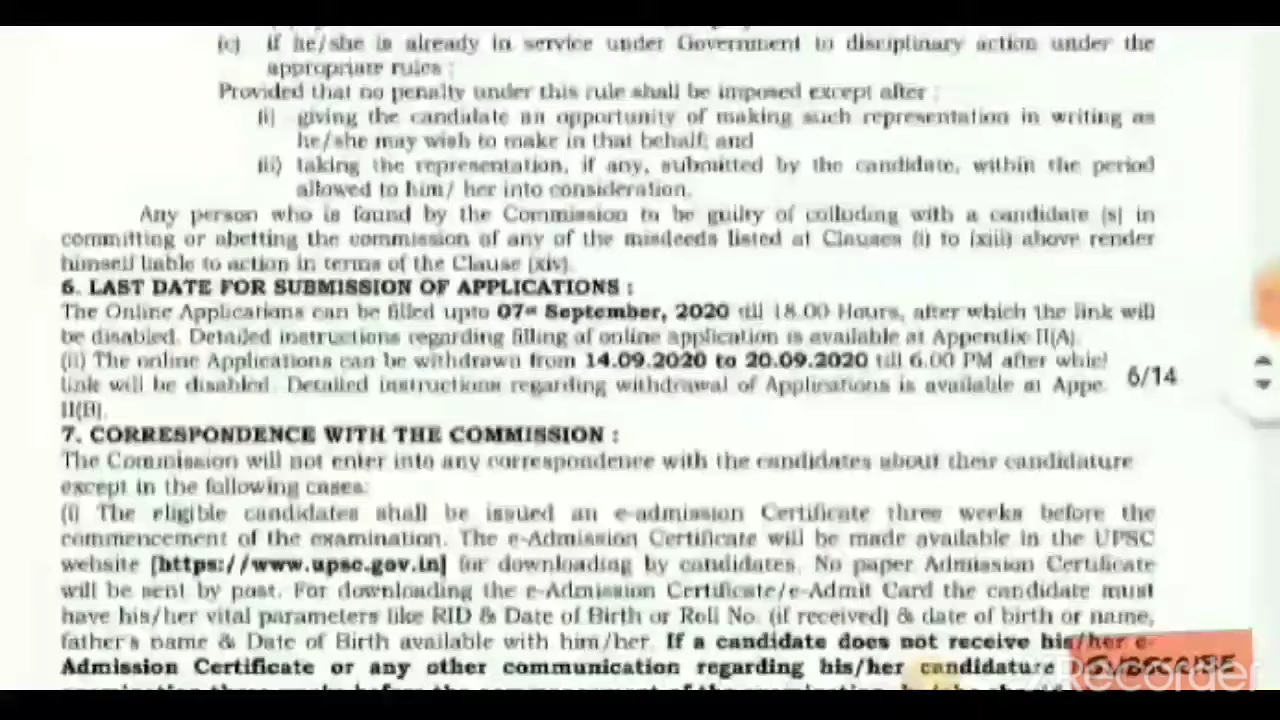 (c) if he/she is already in service under Government to disciplinary action under the
appropriate rules ;
Provided that no penalty under this rule shall be imposed except after :
(i) giving the candidate an opportunity of making such representation in writing as
he/she may wish to make in that behalf; and
(ii) taking the representation, if any, submitted by the candidate, within the period
allowed to him/ her into consideration.
Any person who is found by the Commission to be guilty of colluding with a candidate (s) in
committing or abetting the commission of any of the misdeeds listed at Clauses (i) to (xiii) above render
himself liable to action in terms of the Clause (xiv).
6. LAST DATE FOR SUBMISSION OF APPLICATIONS :
The Online Applications can be filled upto 07ᵗʰ September, 2020 till 18.00 Hours, after which the link will
be disabled. Detailed instructions regarding filling of online application is available at Appendix II(A).
(ii) The online Applications can be withdrawn from 14.09.2020 to 20.09.2020 till 6.00 PM after whic
link will be disabled. Detailed instructions regarding withdrawal of Applications is available at Appe
6/14
II(B).
7. CORRESPONDENCE WITH THE COMMISSION :
The Commission will not enter into any correspondence with the candidates about their candidature
except in the following cases:
(i) The eligible candidates shall be issued an e-admission Certificate three weeks before the
commencement of the examination. The e-Admission Certificate will be made available in the UPSC
website [https://www.upsc.gov.in] for downloading by candidates. No paper Admission Certificate
will be sent by post. For downloading the e-Admission Certificate/e-Admit Card the candidate must
have his/her vital parameters like RID & Date of Birth or Roll No. (if received) & date of birth or name,
father's name & Date of Birth available with him/her. If a candidate does not receive his/her e-
Admission Certificate or any other communication regarding his/her candidature
SUBSCRIBE
Recorder
examination three weeks before the commencement of the examination, he/she should